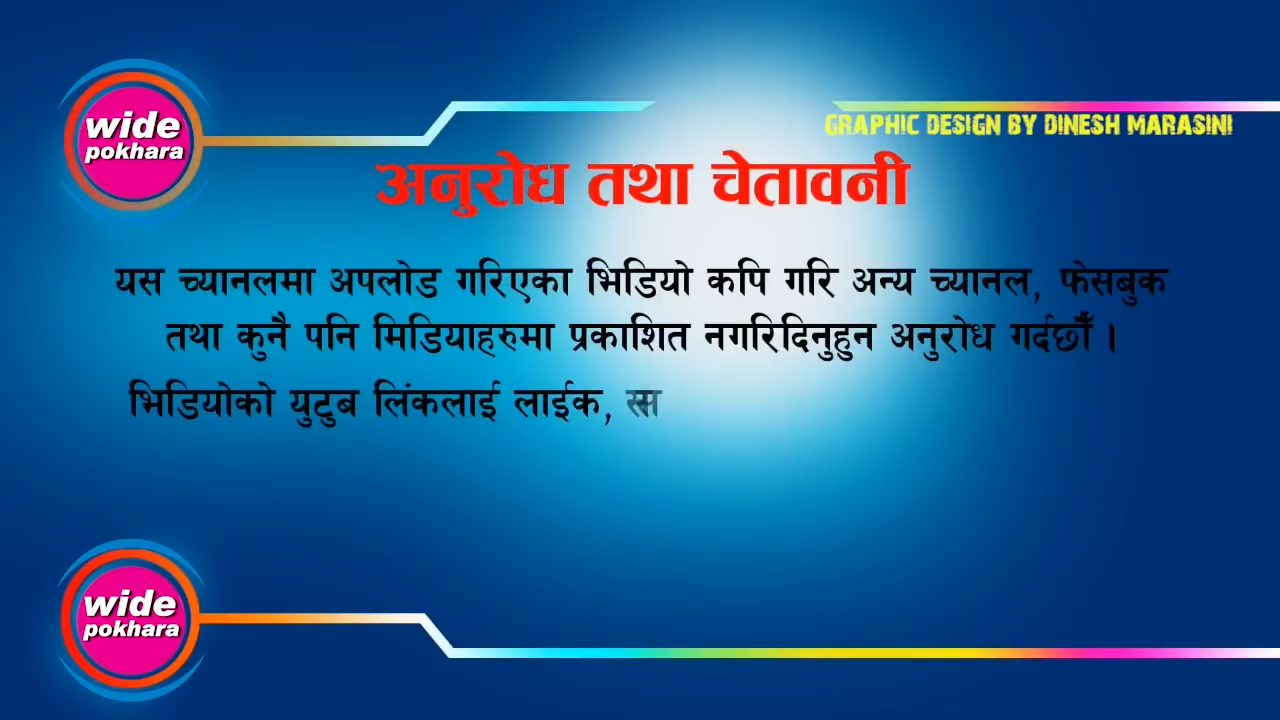 wide
pokhara
GRAPHIC DESIGN BY DINESH MARASINI
अनुरोध तथा चेतावनी
यस च्यानलमा अपलोड गरिएका भिडियो कपि गरि अन्य च्यानल, फेसबुक
तथा कुनै पनि मिडियाहरुमा प्रकाशित नगरिदिनुहुन अनुरोध गर्दछौँ ।
भिडियोको युटुब लिंकलाई लाईक,
wide
pokhara